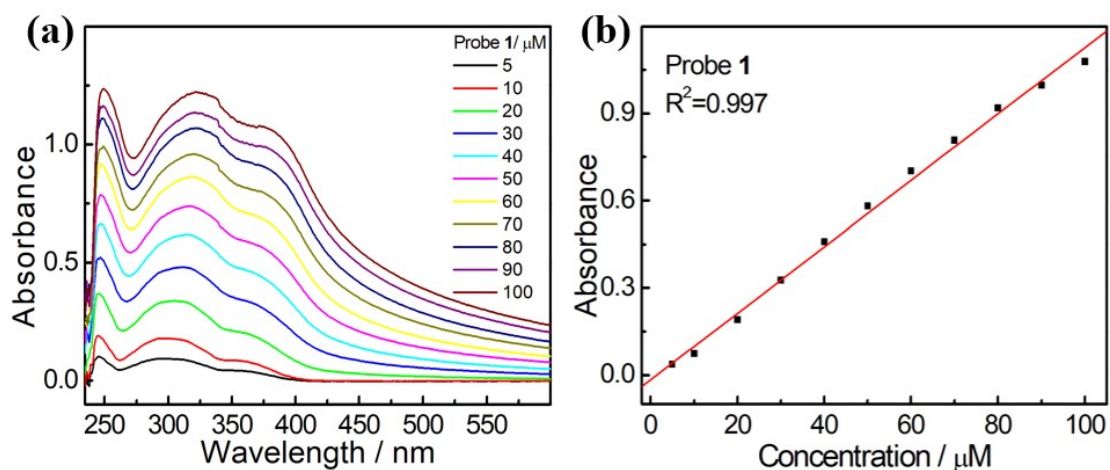 (a)
Probe 1/ μM
5
10
20
30
40
50
60
70
80
90
100
1.0
0.5
0.0
Absorbance
250 300 350 400 450 500 550
Wavelength / nm
(b)
Probe 1
R²=0.997
0.9
0.6
0.3
0.0
Absorbance
0 20 40 60 80 100
Concentration / μM